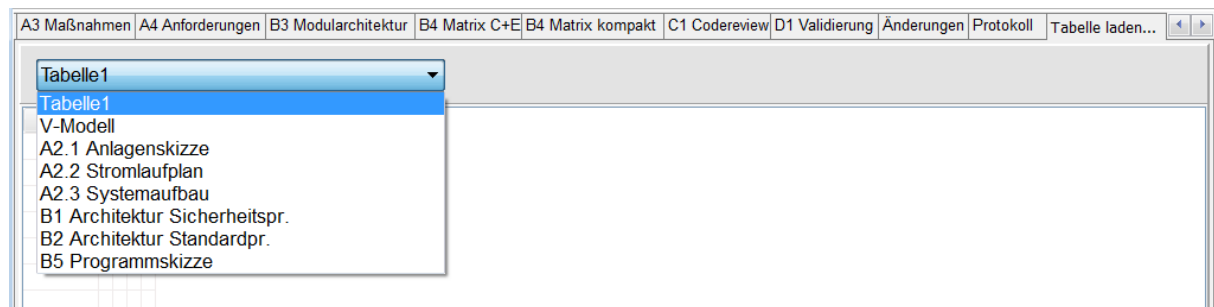 A3 Maßnahmen A4 Anforderungen B3 Modularchitektur B4 Matrix C+E B4 Matrix kompakt C1 Codereview D1 Validierung Änderungen Protokoll Tabelle laden...
Tabelle1
Tabelle1
V-Modell
A2.1 Anlagenskizze
A2.2 Stromlaufplan
A2.3 Systemaufbau
B1 Architektur Sicherheitspr.
B2 Architektur Standardpr.
B5 Programmskizze